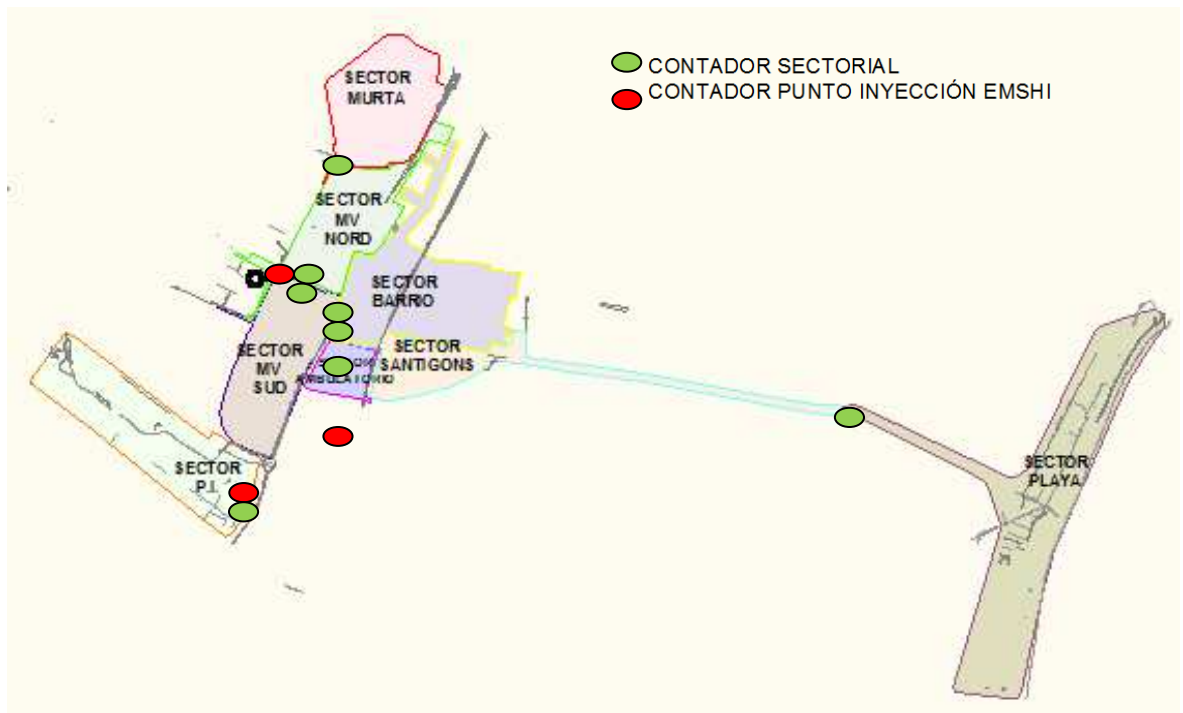 CONTADOR SECTORIAL
CONTADOR PUNTO INYECCIÓN EMSHI
SECTOR
MURTA
SECTOR
MV
NORD
SECTOR
BARRIO
SECTOR
SANTIGONS
SECTOR
MV
SUD
AMBULATORIO
SECTOR
P.I.
SECTOR
PLAYA